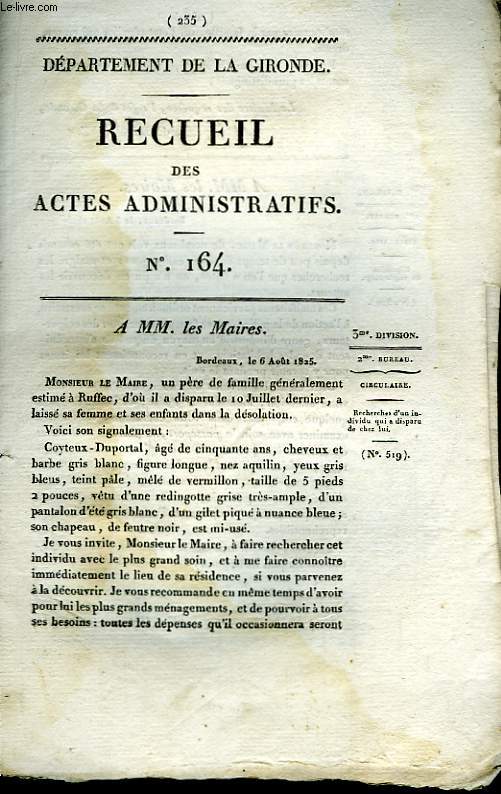 Le-livre.com
( 235 )
DÉPARTEMENT DE LA GIRONDE.
RECUEIL
DES
ACTES ADMINISTRATIFS.
N°. 164.
A MM. les Maires.
Bordeaux, le 6 Août 1825.
MONSIEUR LE MAIRE, un père de famille généralement
estimé à Ruffec, d'où il a disparu le 10 Juillet dernier, a
laissé sa femme et ses enfants dans la désolation.
Voici son signalement :
Coyteux-Duportal, âgé de cinquante ans, cheveux et
barbe gris blanc, figure longue, nez aquilin, yeux gris
bleus, teint pâle, mêlé de vermillon, taille de 5 pieds
2 pouces, vêtu d'une redingotte grise très-ample, d'un
pantalon d'été gris blanc, d'un gilet piqué à nuance bleue ;
son chapeau, de feutre noir, est mi-usé.
Je vous invite, Monsieur le Maire, à faire rechercher cet
individu avec le plus grand soin, et à me faire connoître
immédiatement le lieu de sa résidence, si vous parvenez
à la découvrir. Je vous recommande en même temps d'avoir
pour lui les plus grands ménagements, et de pourvoir à tous
ses besoins : toutes les dépenses qu'il occasionnera seront
3me. DIVISION.
2me. BUREAU.
CIRCULAIRE.
Recherches d'un in-
dividu qui a disparu
de chez lui.
(N°. 519).